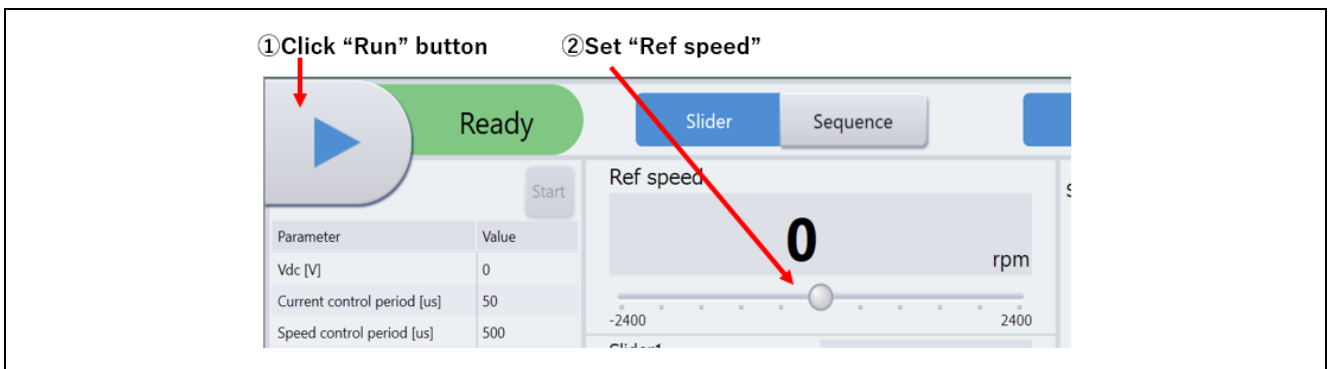 ①Click “Run” button ②Set “Ref speed”
Ready Slider Sequence
Start Ref speed
Parameter Value
0 rpm
Vdc [V] 0
Current control period [us] 50
-2400 2400
Speed control period [us] 500